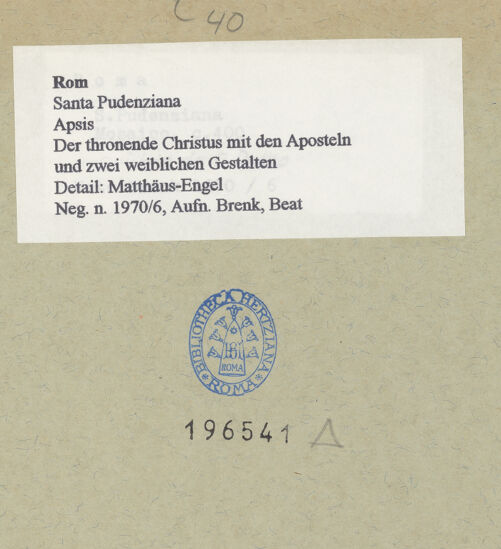 40
Rom
Santa Pudenziana
Apsis
Der thronende Christus mit den Aposteln
und zwei weiblichen Gestalten
Detail: Matthäus-Engel
Neg. n. 1970/6, Aufn. Brenk, Beat
BIBLIOTHECA HERTZIANA
ROMA
ROMA
196541 Δ